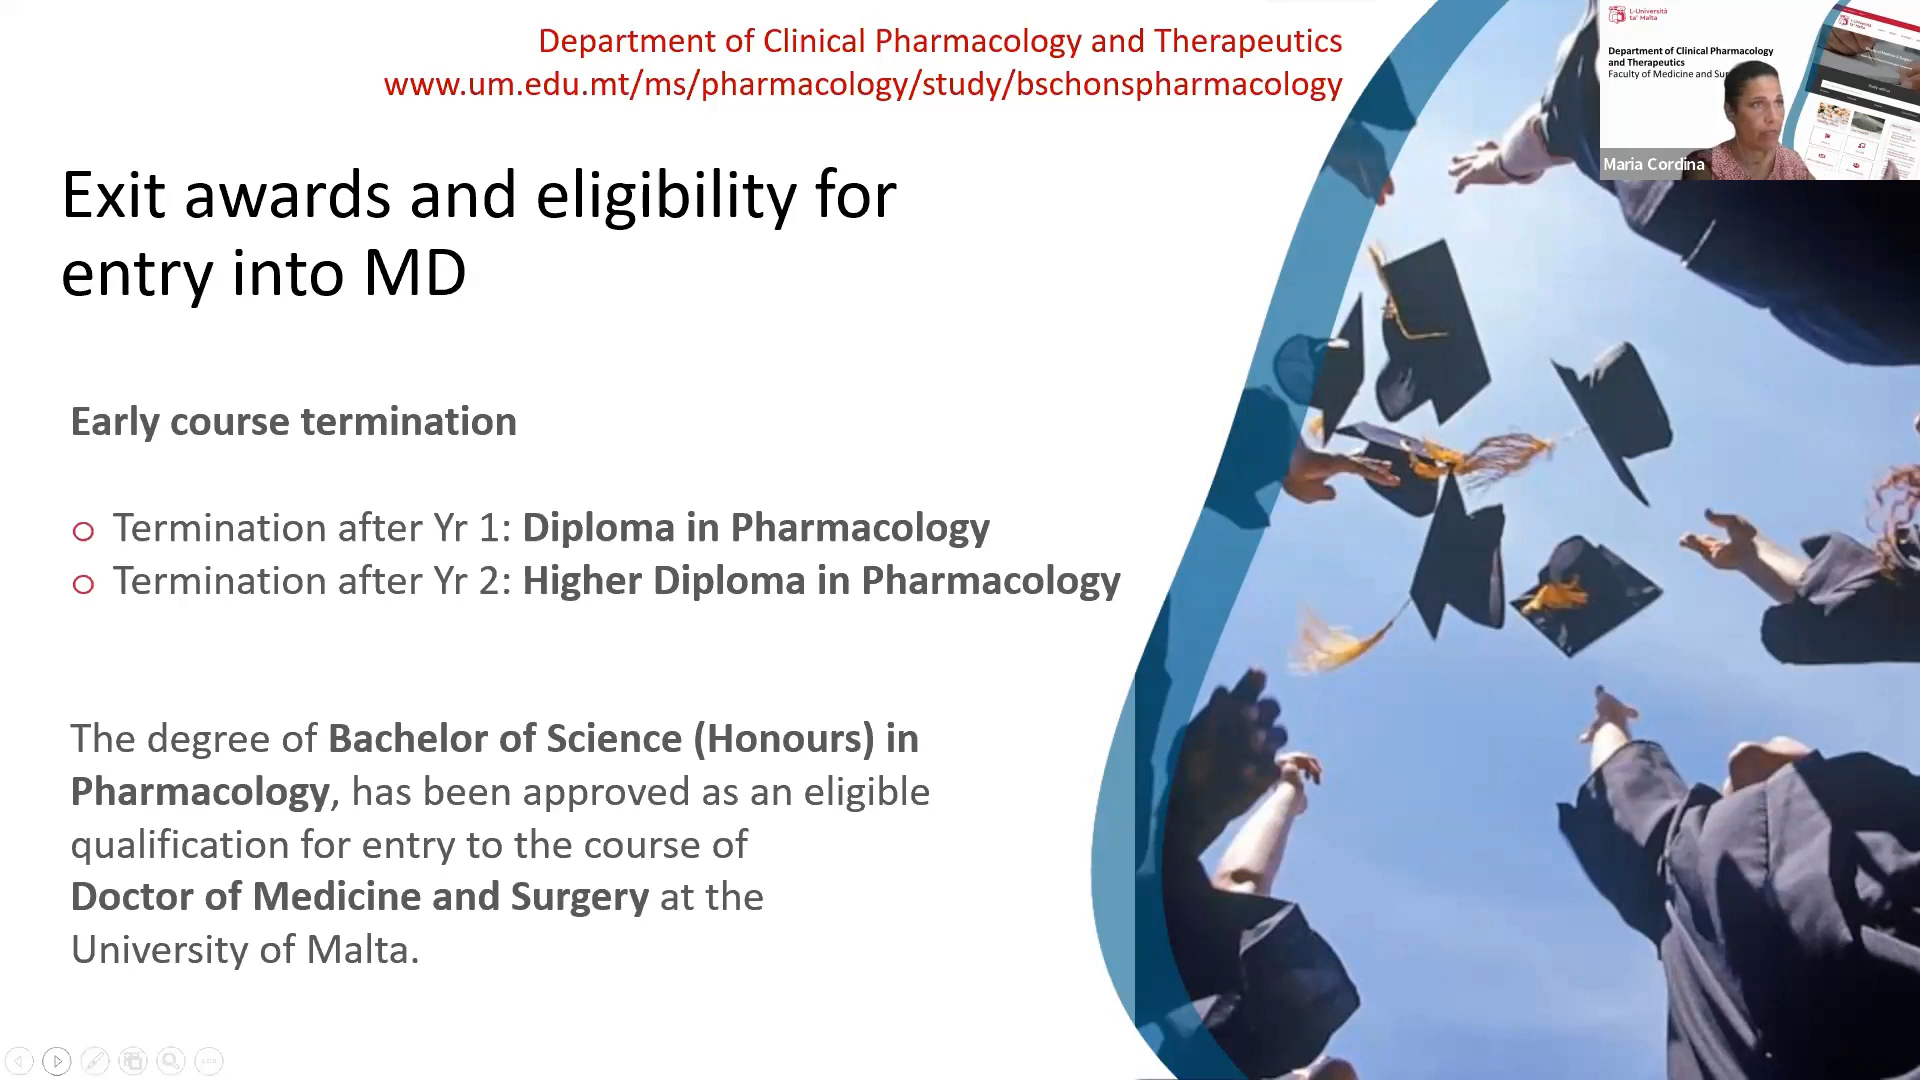 Department of Clinical Pharmacology and Therapeutics
www.um.edu.mt/ms/pharmacology/study/bschonspharmacology
L-Università
ta' Malta
Department of Clinical Pharmacology
and Therapeutics
Faculty of Medicine and Sur
Maria Cordina
Exit awards and eligibility for
entry into MD
Early course termination
o Termination after Yr 1: Diploma in Pharmacology
o Termination after Yr 2: Higher Diploma in Pharmacology
The degree of Bachelor of Science (Honours) in
Pharmacology, has been approved as an eligible
qualification for entry to the course of
Doctor of Medicine and Surgery at the
University of Malta.